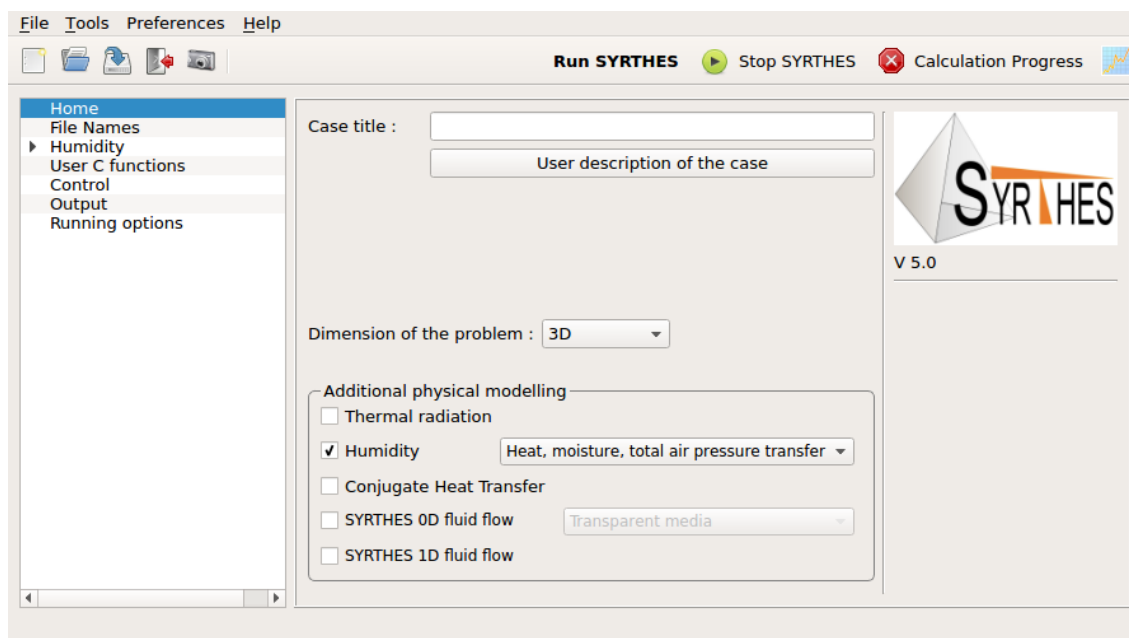 File Tools Preferences Help
Run SYRTHES Stop SYRTHES Calculation Progress
Home
File Names
Humidity
User C functions
Control
Output
Running options
Case title :
User description of the case
Dimension of the problem : 3D
Additional physical modelling
Thermal radiation
Humidity Heat, moisture, total air pressure transfer
Conjugate Heat Transfer
SYRTHES 0D fluid flow Transparent media
SYRTHES 1D fluid flow
SYRTHES
V 5.0